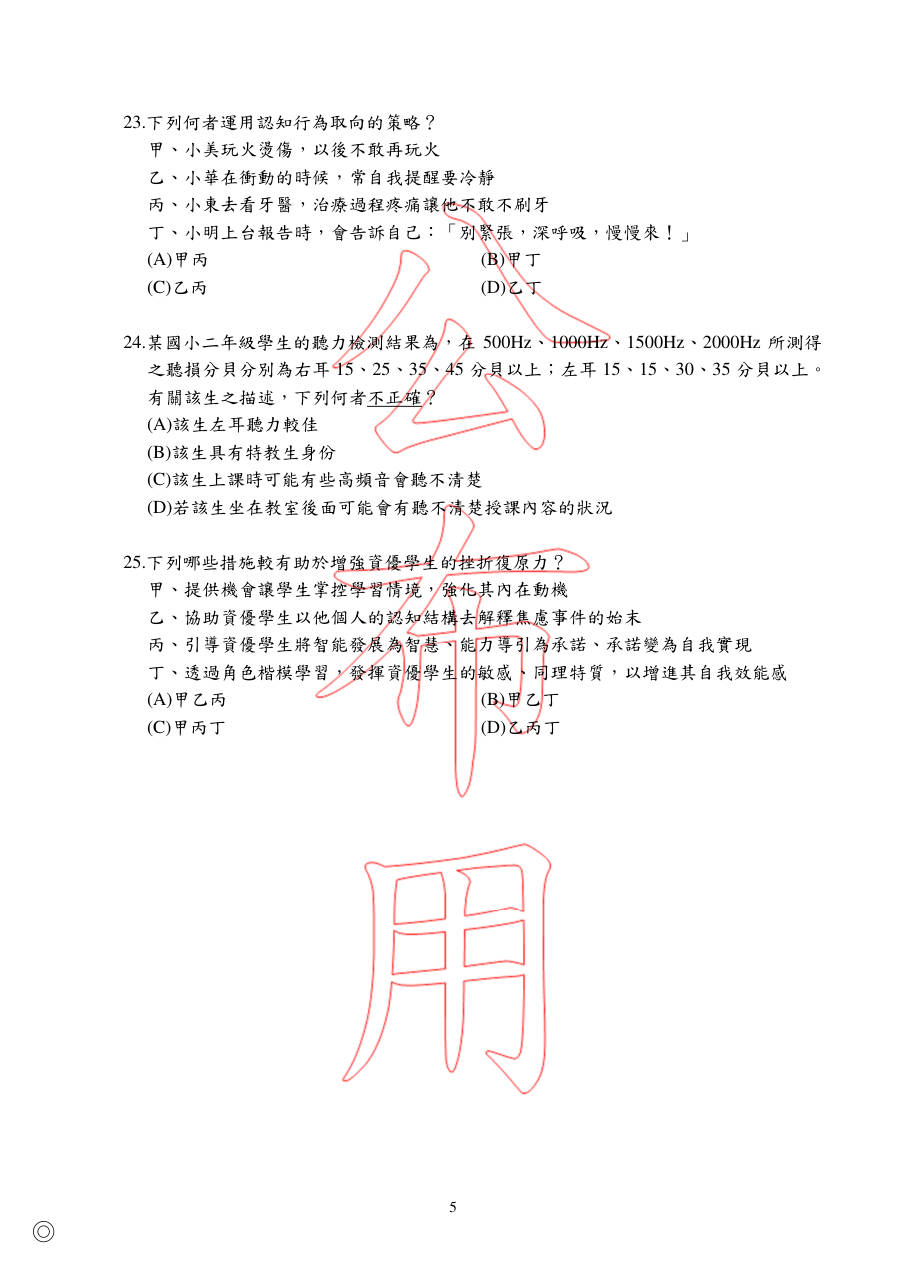 23.下列何者運用認知行為取向的策略？
甲、小美玩火燙傷，以後不敢再玩火
乙、小華在衝動的時候，常自我提醒要冷靜
丙、小東去看牙醫，治療過程疼痛讓他不敢不刷牙
丁、小明上台報告時，會告訴自己：「別緊張，深呼吸，慢慢來！」
(A)甲丙 (B)甲丁
(C)乙丙 (D)乙丁
24.某國小二年級學生的聽力檢測結果為，在 500Hz、1000Hz、1500Hz、2000Hz 所測得
之聽損分貝分別為右耳 15、25、35、45 分貝以上；左耳 15、15、30、35 分貝以上。
有關該生之描述，下列何者不正確？
(A)該生左耳聽力較佳
(B)該生具有特教生身份
(C)該生上課時可能有些高頻音會聽不清楚
(D)若該生坐在教室後面可能會有聽不清楚授課內容的狀況
25.下列哪些措施較有助於增強資優學生的挫折復原力？
甲、提供機會讓學生掌控學習情境，強化其內在動機
乙、協助資優學生以他個人的認知結構去解釋焦慮事件的始末
丙、引導資優學生將智能發展為智慧、能力導引為承諾、承諾變為自我實現
丁、透過角色楷模學習，發揮資優學生的敏感、同理特質，以增進其自我效能感
(A)甲乙丙 (B)甲乙丁
(C)甲丙丁 (D)乙丙丁
公布用
5